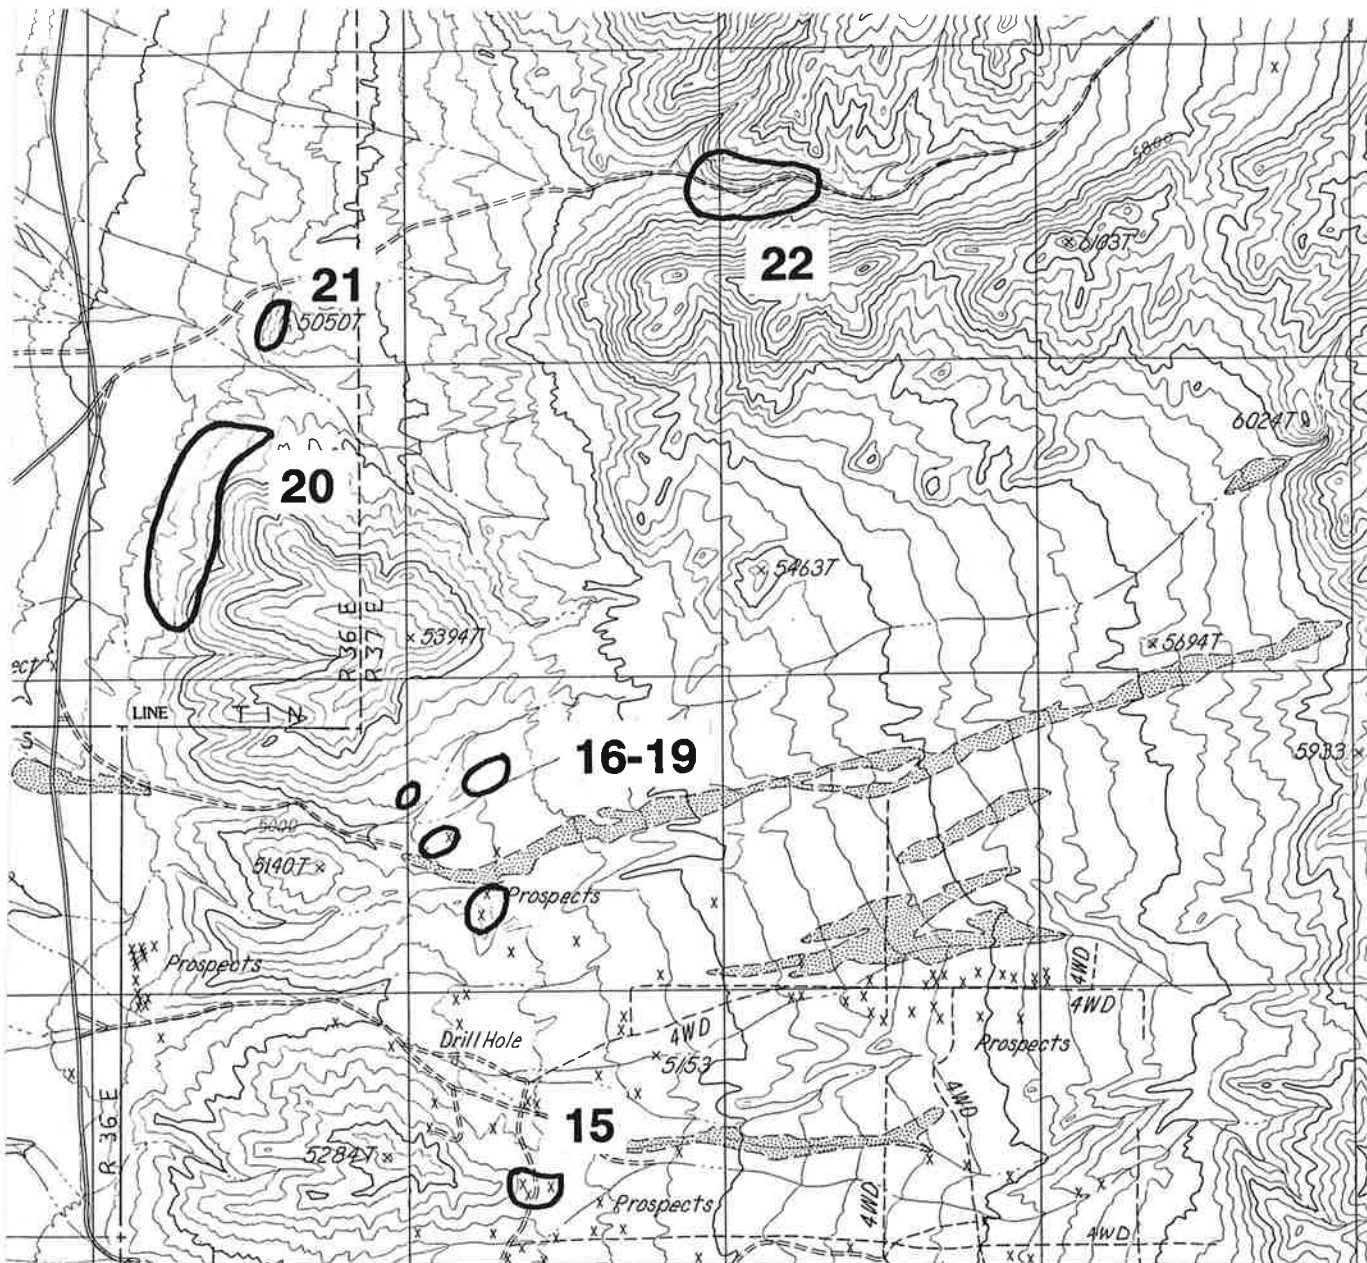 5800
6103T
22
21
5050T
6024T
20
5463T
R 36 E
R 37 E
5394T
5694T
LINE
T 1 N
S
16-19
5933
5000
5140T
Prospects
Prospects
4WD
4WD
4WD
Drill Hole
Prospects
5153
4WD
R 36 E
15
5284T
Prospects
4WD
4WD